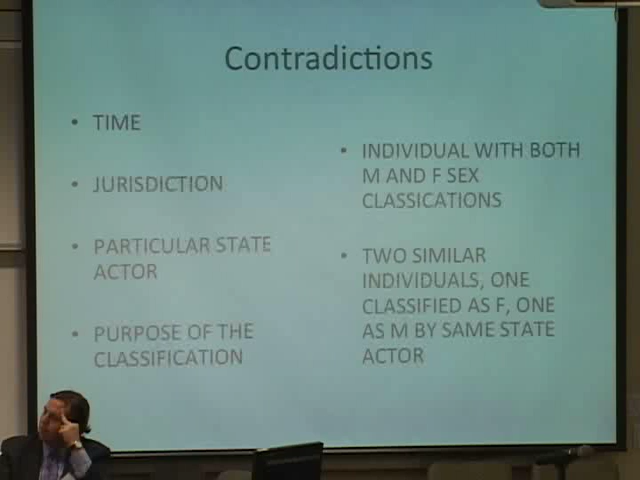 Contradictions
• TIME
• JURISDICTION
• PARTICULAR STATE
ACTOR
• PURPOSE OF THE
CLASSIFICATION
• INDIVIDUAL WITH BOTH
M AND F SEX
CLASSICATIONS
• TWO SIMILAR
INDIVIDUALS, ONE
CLASSIFIED AS F, ONE
AS M BY SAME STATE
ACTOR